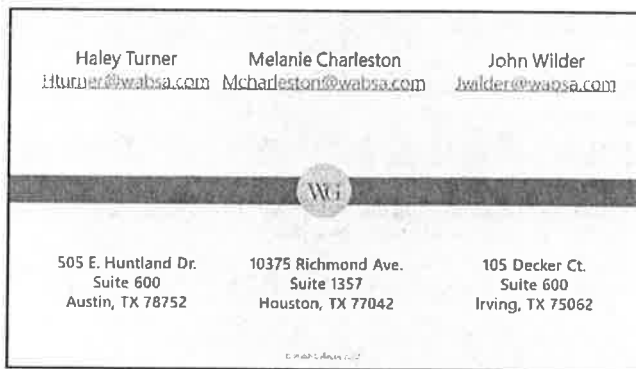 Haley Turner
Hturner@wabsa.com
Melanie Charleston
Mcharleston@wabsa.com
John Wilder
Jwilder@wabsa.com
WG
505 E. Huntland Dr.
Suite 600
Austin, TX 78752
10375 Richmond Ave.
Suite 1357
Houston, TX 77042
105 Decker Ct.
Suite 600
Irving, TX 75062